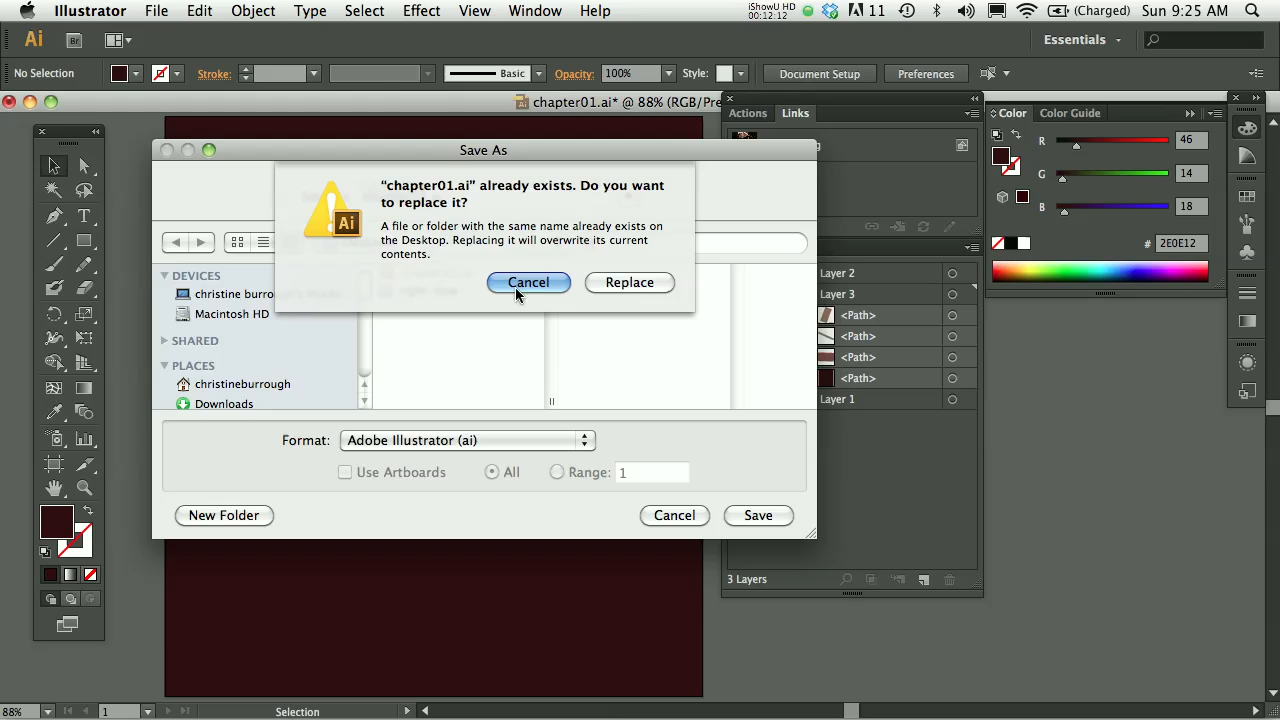 Illustrator File Edit Object Type Select Effect View Window Help
iShowU HD
00:12:12
11
(Charged) Sun 9:25 AM
Ai Br
Essentials
No Selection Stroke: Basic Opacity: 100% Style: Document Setup Preferences
chapter01.ai* @ 88% (RGB/Pre
Actions Links
Color Color Guide
R 46
G 14
B 18
# 2E0E12
Save As
“chapter01.ai” already exists. Do you want
to replace it?
A file or folder with the same name already exists on
the Desktop. Replacing it will overwrite its current
contents.
Cancel Replace
Ai
DEVICES
christine burro
Macintosh HD
SHARED
PLACES
christineburrough
Downloads
Format: Adobe Illustrator (ai)
Use Artboards All Range: 1
New Folder Cancel Save
Layer 2
Layer 3
<Path>
<Path>
<Path>
<Path>
Layer 1
3 Layers
88% 1 Selection